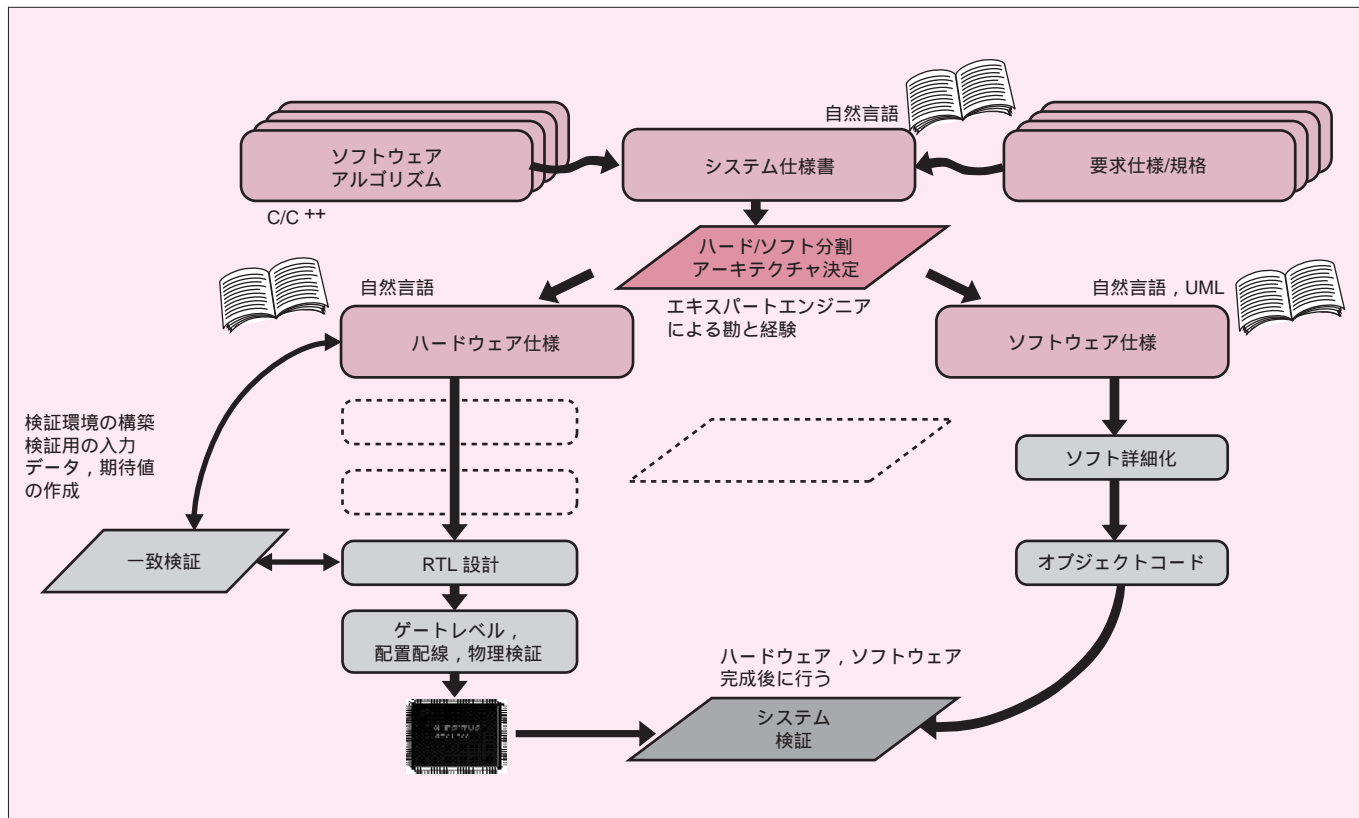 自然言語
ソフトウェア
アルゴリズム
システム仕様書
要求仕様/規格
C/C ++
ハード/ソフト分割
アーキテクチャ決定
自然言語
エキスパートエンジニア
による勘と経験
自然言語，UML
ハードウェア仕様
ソフトウェア仕様
検証環境の構築
検証用の入力
データ，期待値
の作成
ソフト詳細化
一致検証
RTL 設計
オブジェクトコード
ゲートレベル，
配置配線，物理検証
ハードウェア，ソフトウェア
完成後に行う
システム
検証